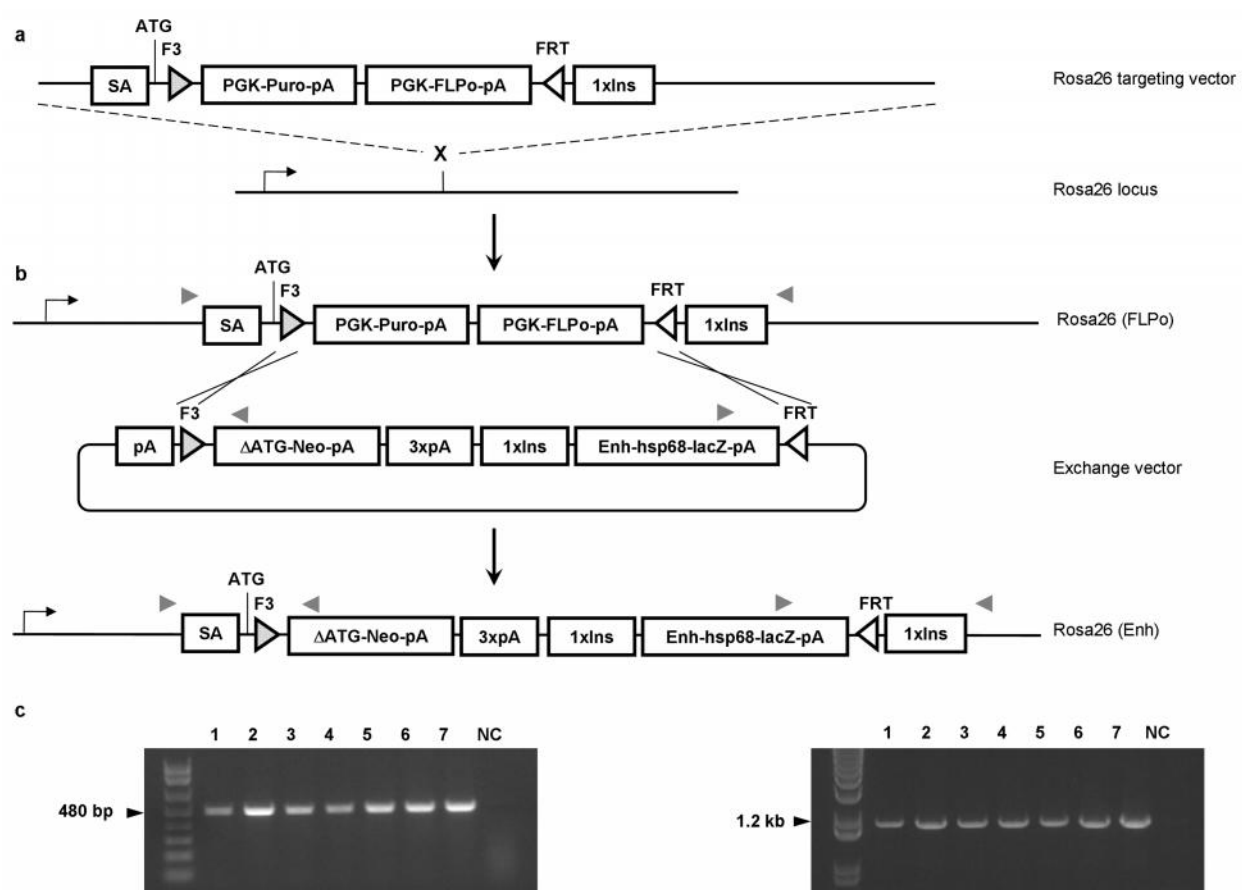 a
ATG
F3
FRT
SA
PGK-Puro-pA
PGK-FLPo-pA
1xIns
Rosa26 targeting vector
X
Rosa26 locus
b
ATG
F3
FRT
SA
PGK-Puro-pA
PGK-FLPo-pA
1xIns
Rosa26 (FLPo)
F3
FRT
pA
ΔATG-Neo-pA
3xpA
1xIns
Enh-hsp68-lacZ-pA
Exchange vector
ATG
F3
FRT
SA
ΔATG-Neo-pA
3xpA
1xIns
Enh-hsp68-lacZ-pA
1xIns
Rosa26 (Enh)
c
1 2 3 4 5 6 7 NC
480 bp
1 2 3 4 5 6 7 NC
1.2 kb